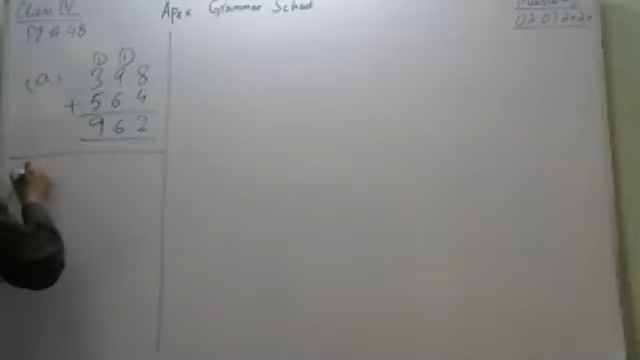 Class IV
Apex Grammar School
Pg # 48
(a)
① ①
3 9 8
+ 5 6 4
9 6 2